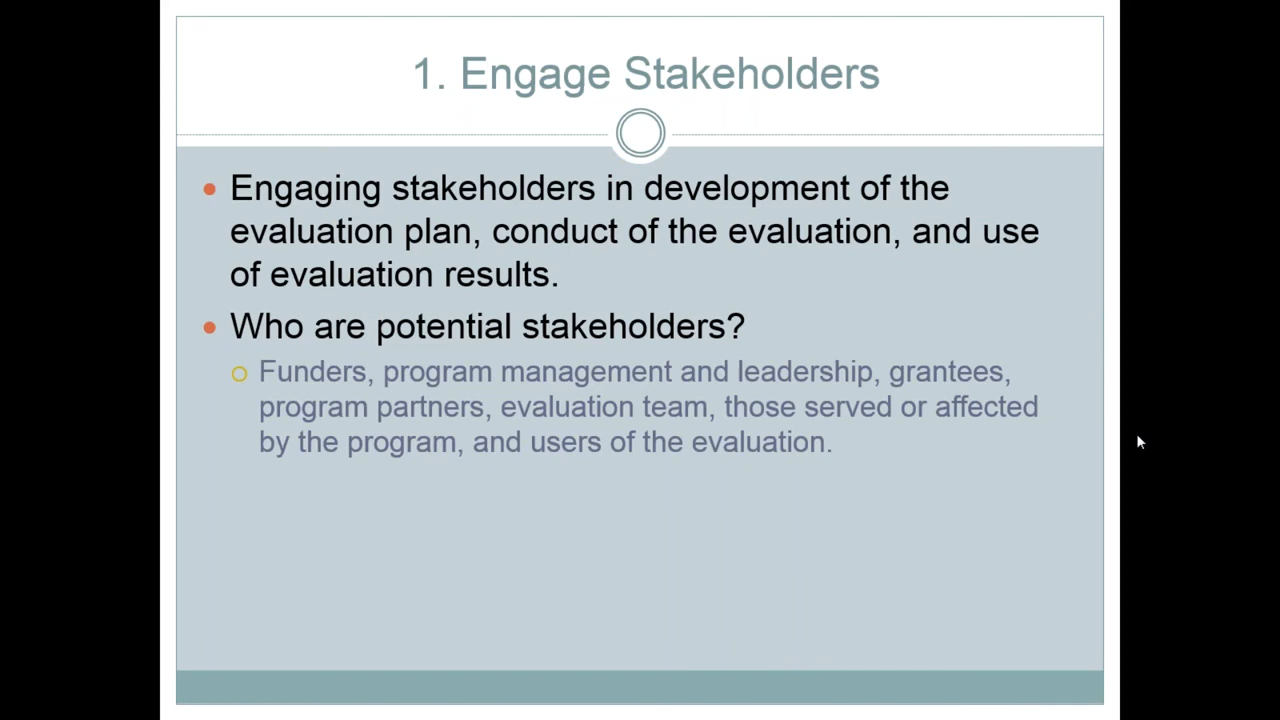 1. Engage Stakeholders
Engaging stakeholders in development of the
evaluation plan, conduct of the evaluation, and use
of evaluation results.
Who are potential stakeholders?
Funders, program management and leadership, grantees,
program partners, evaluation team, those served or affected
by the program, and users of the evaluation.